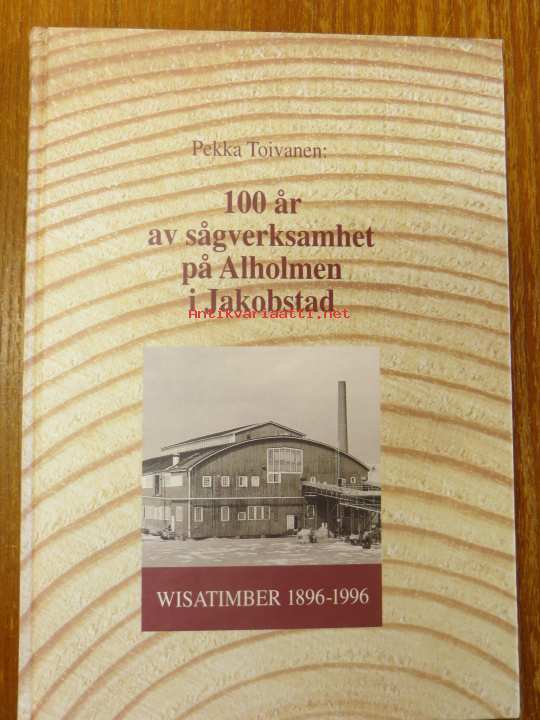 Pekka Toivanen:
100 år
av sågverksamhet
på Alholmen
i Jakobstad
Antikvariaatti.net
WISATIMBER 1896-1996